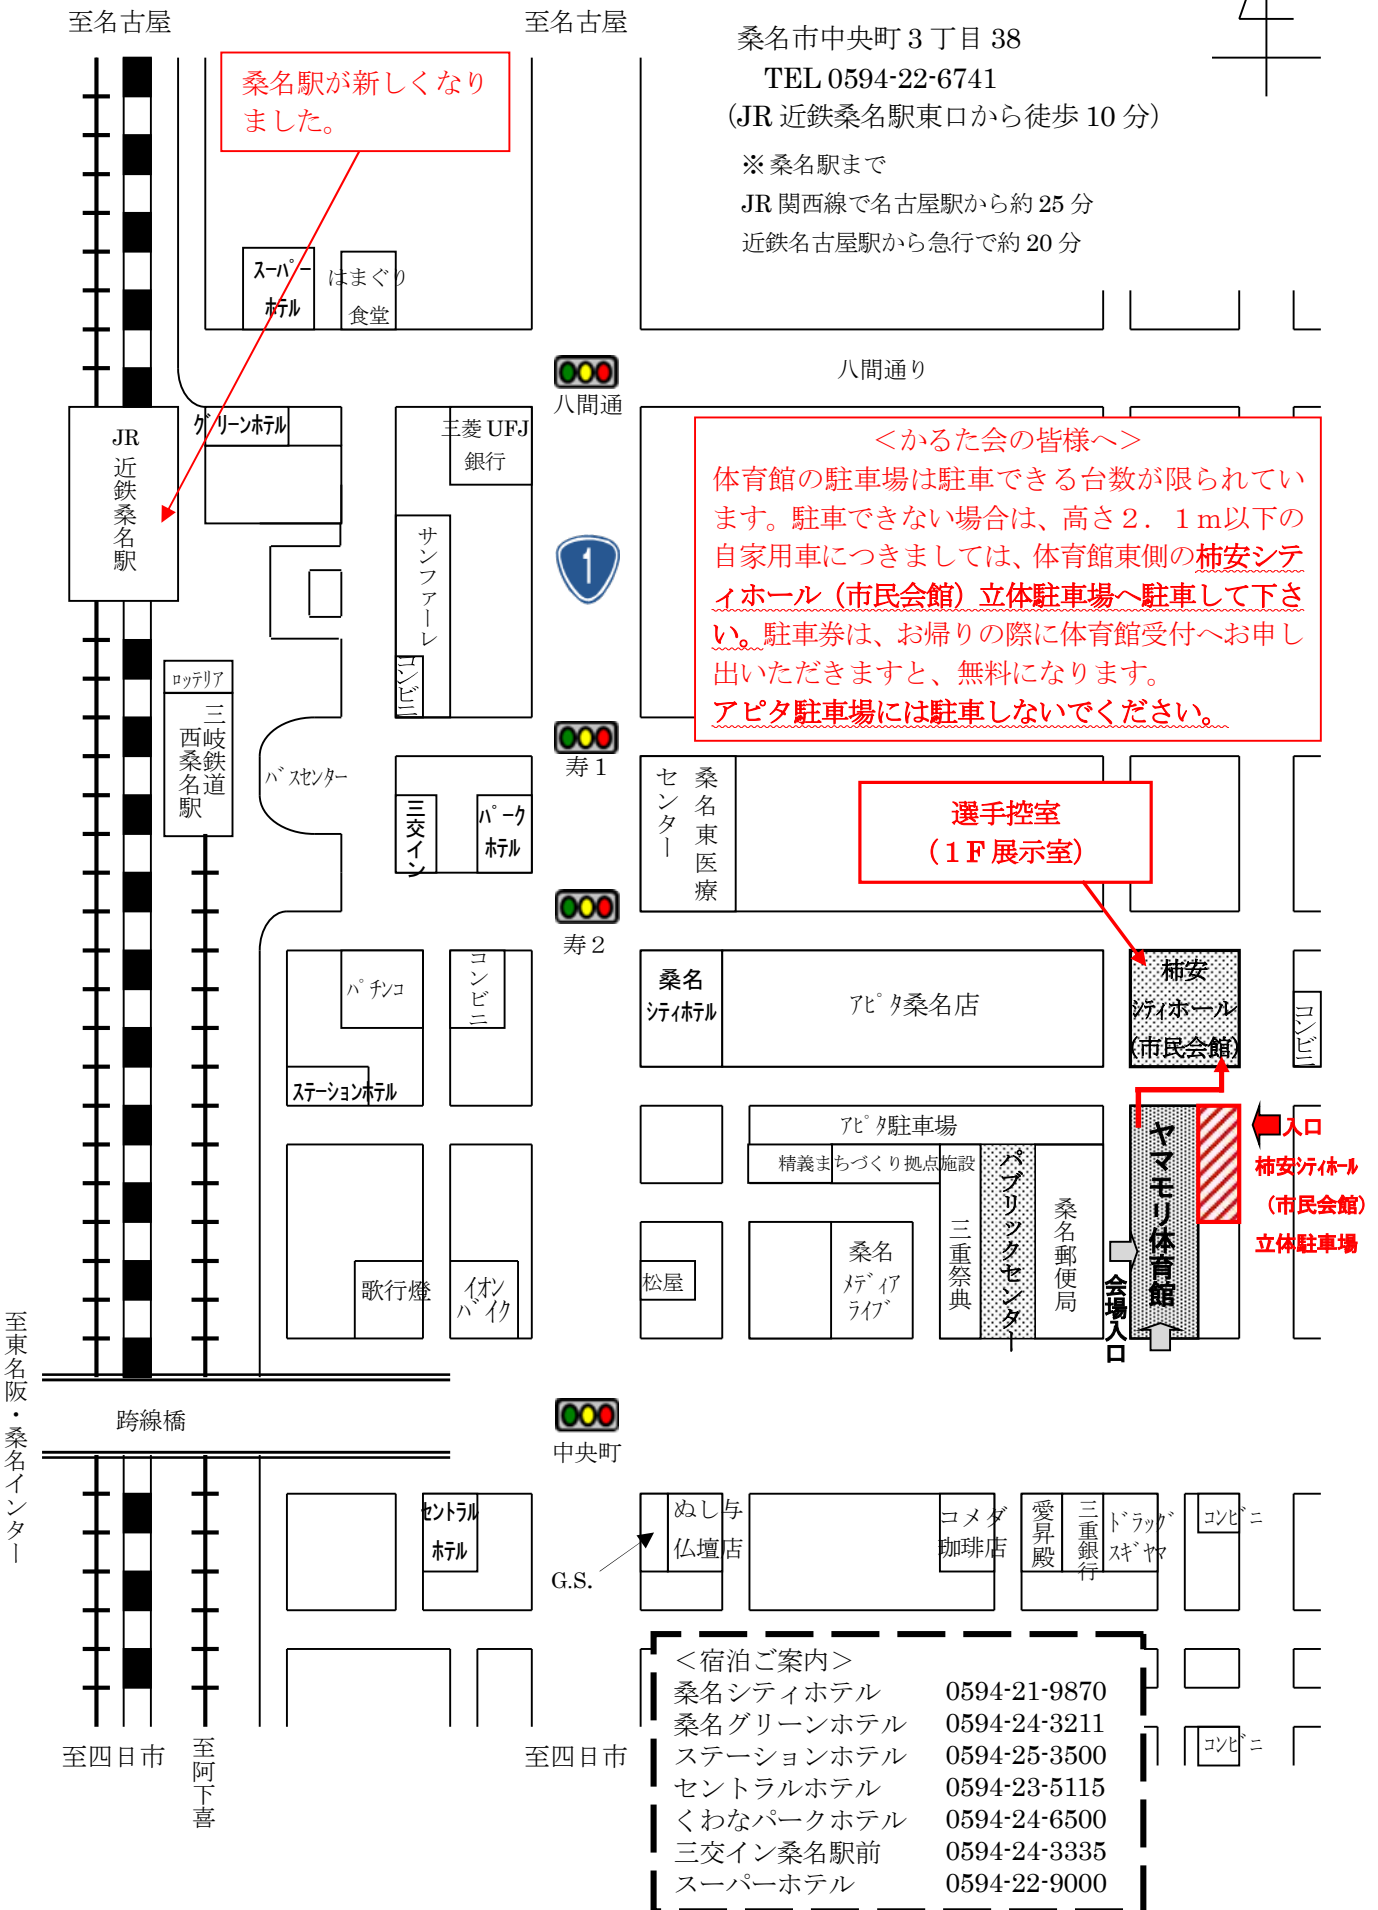 至名古屋
至名古屋
桑名市中央町3丁目38
TEL 0594-22-6741
(JR近鉄桑名駅東口から徒歩10分)
※桑名駅まで
JR関西線で名古屋駅から約25分
近鉄名古屋駅から急行で約20分
桑名駅が新しくなり
ました。
スーパー
ホテル
はまぐり
食堂
八間通
八間通り
JR
近鉄桑名駅
グリーンホテル
三菱UFJ
銀行
サンファーレ
コンビニ
1
＜かるた会の皆様へ＞
体育館の駐車場は駐車できる台数が限られてい
ます。駐車できない場合は、高さ２．１ｍ以下の
自家用車につきましては、体育館東側の柿安シテ
ィホール（市民会館）立体駐車場へ駐車して下さ
い。駐車券は、お帰りの際に体育館受付へお申し
出いただきますと、無料になります。
アピタ駐車場には駐車しないでください。
ロッテリア
三岐鉄道
西桑名駅
バスセンター
寿1
三交イン
パーク
ホテル
桑名東医療
センター
選手控室
（１F展示室）
寿2
パチンコ
コンビニ
ステーションホテル
桑名
シティホテル
アピタ桑名店
柿安
シティホール
(市民会館)
コンビニ
アピタ駐車場
精義まちづくり拠点施設
三重祭典
パブリックセンター
桑名郵便局
ヤマモリ体育館
会場入口
入口
柿安シティホール
（市民会館）
立体駐車場
歌行燈
イオン
バイク
松屋
桑名
メディア
ライブ
至東名阪・桑名インター
跨線橋
中央町
セントラル
ホテル
G.S.
ぬし与
仏壇店
コメダ
珈琲店
愛昇殿
三重銀行
ドラッグ
スギヤマ
コンビニ
コンビニ
至四日市
至阿下喜
至四日市
＜宿泊ご案内＞
桑名シティホテル 0594-21-9870
桑名グリーンホテル 0594-24-3211
ステーションホテル 0594-25-3500
セントラルホテル 0594-23-5115
くわなパークホテル 0594-24-6500
三交イン桑名駅前 0594-24-3335
スーパーホテル 0594-22-9000